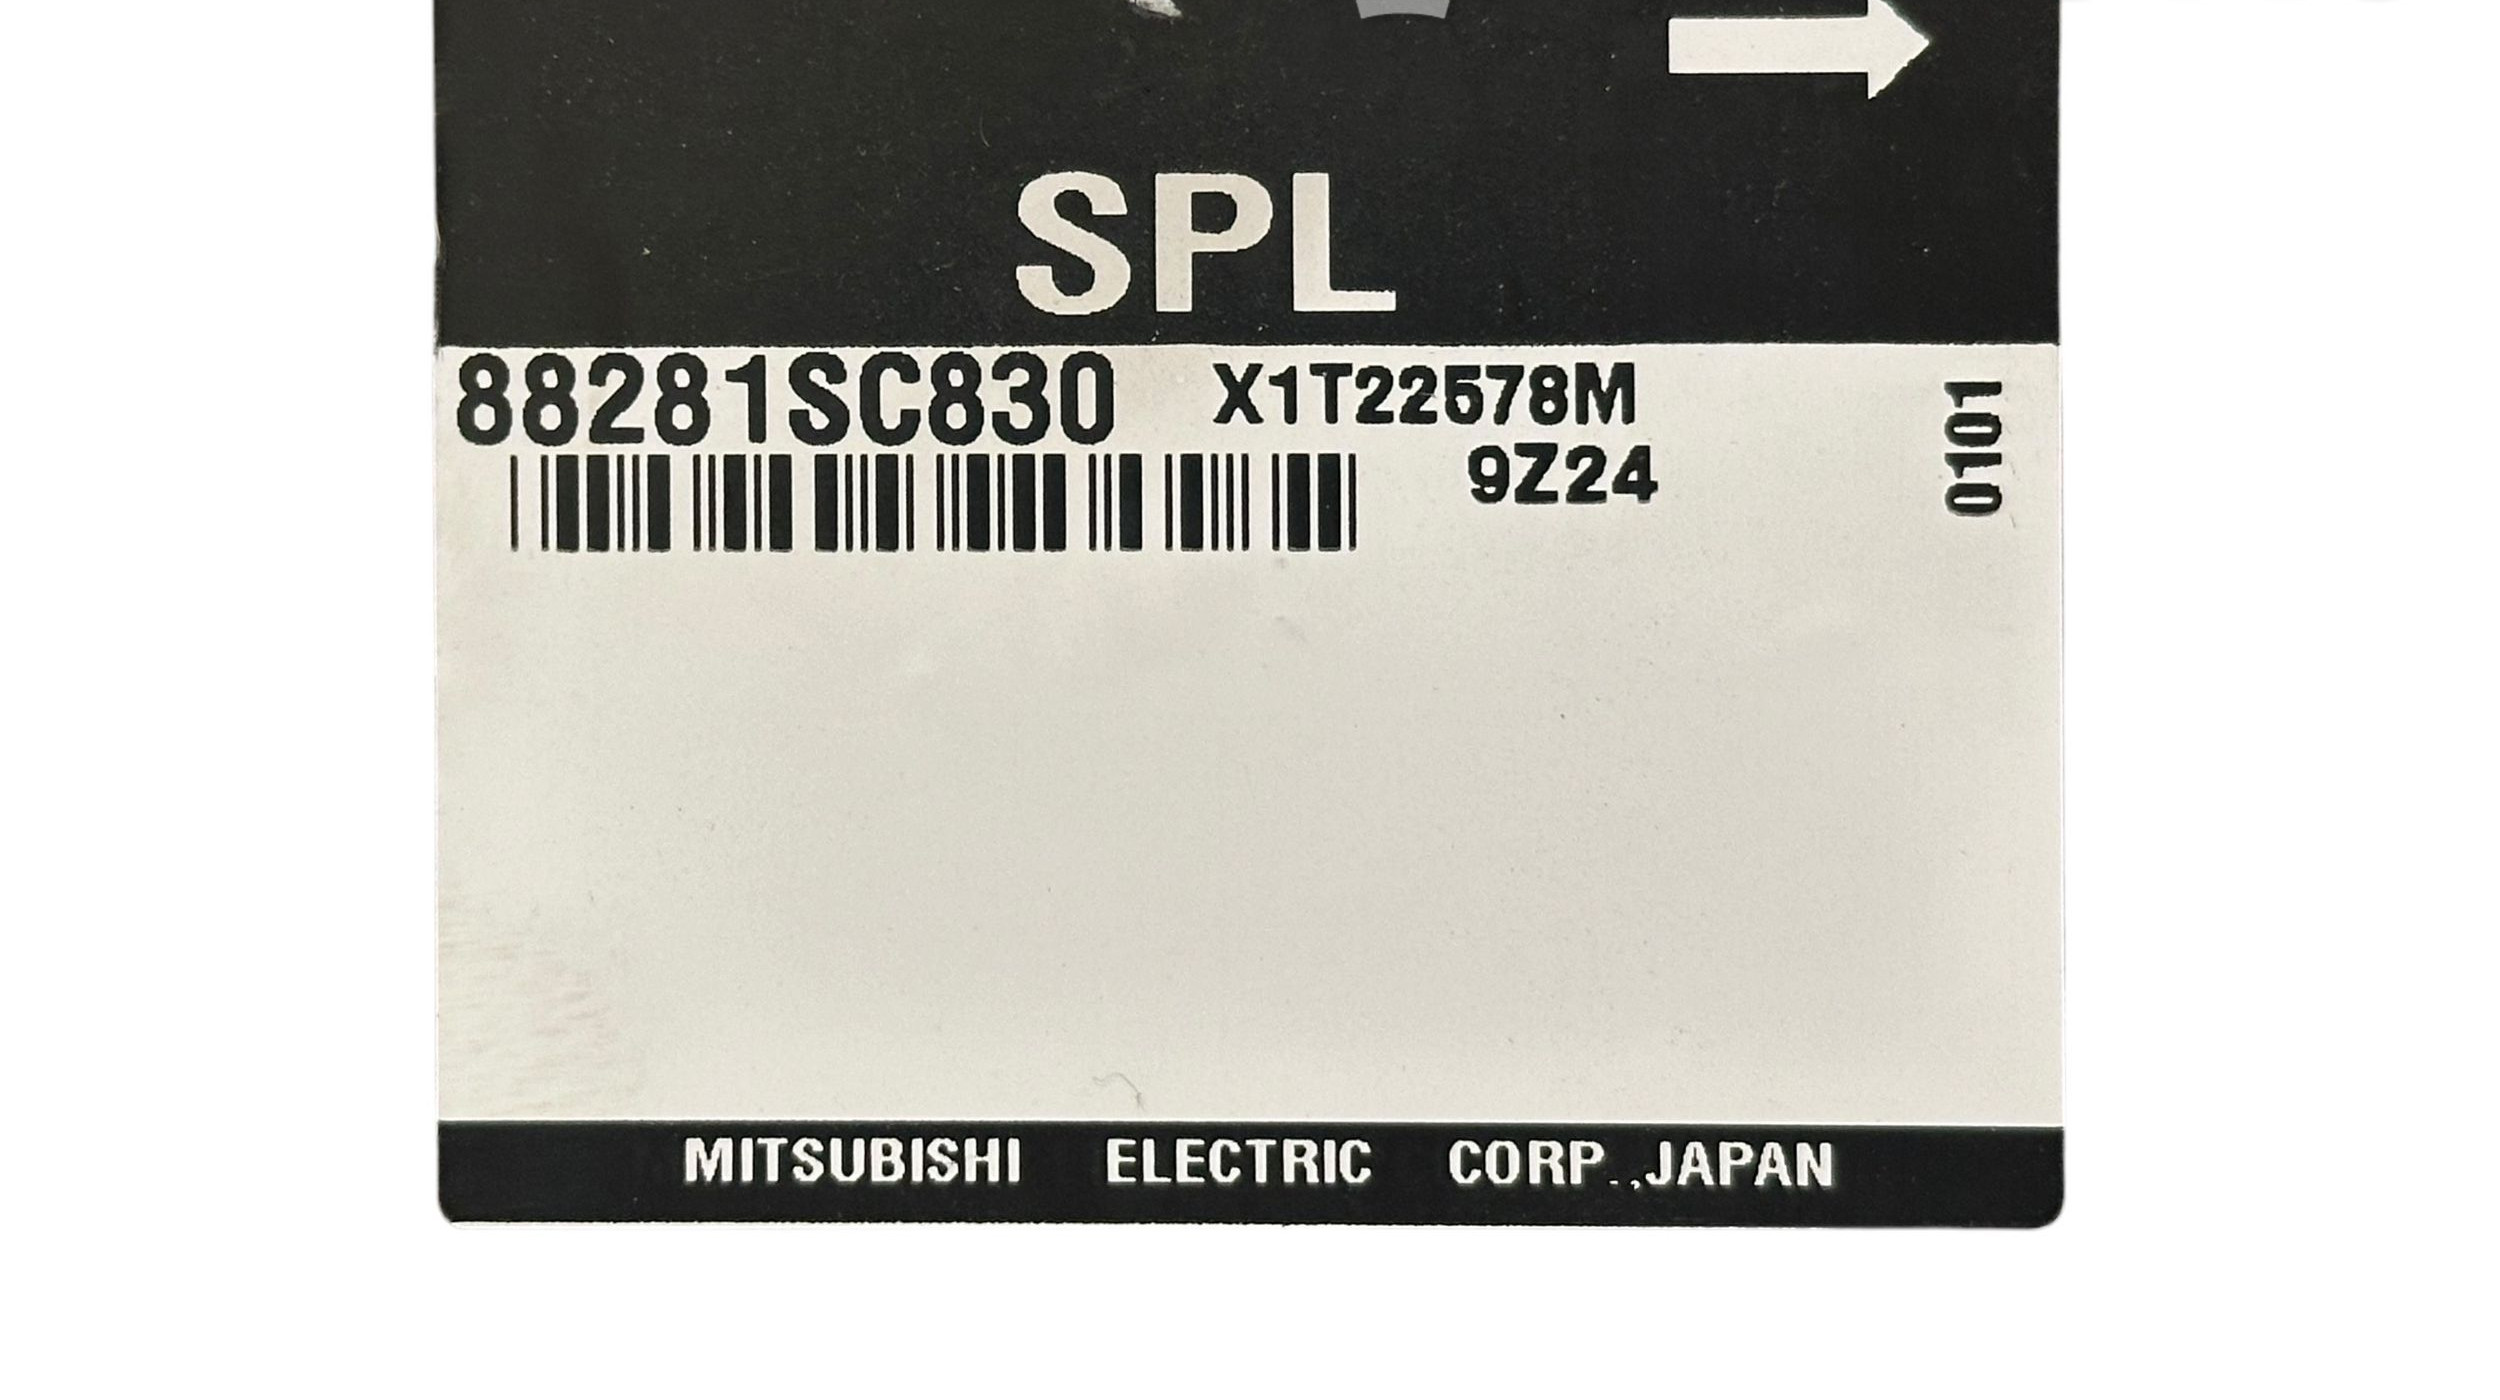 SPL
88281SC830 X1T22578M
9Z24
0101
MITSUBISHI ELECTRIC CORP.,JAPAN